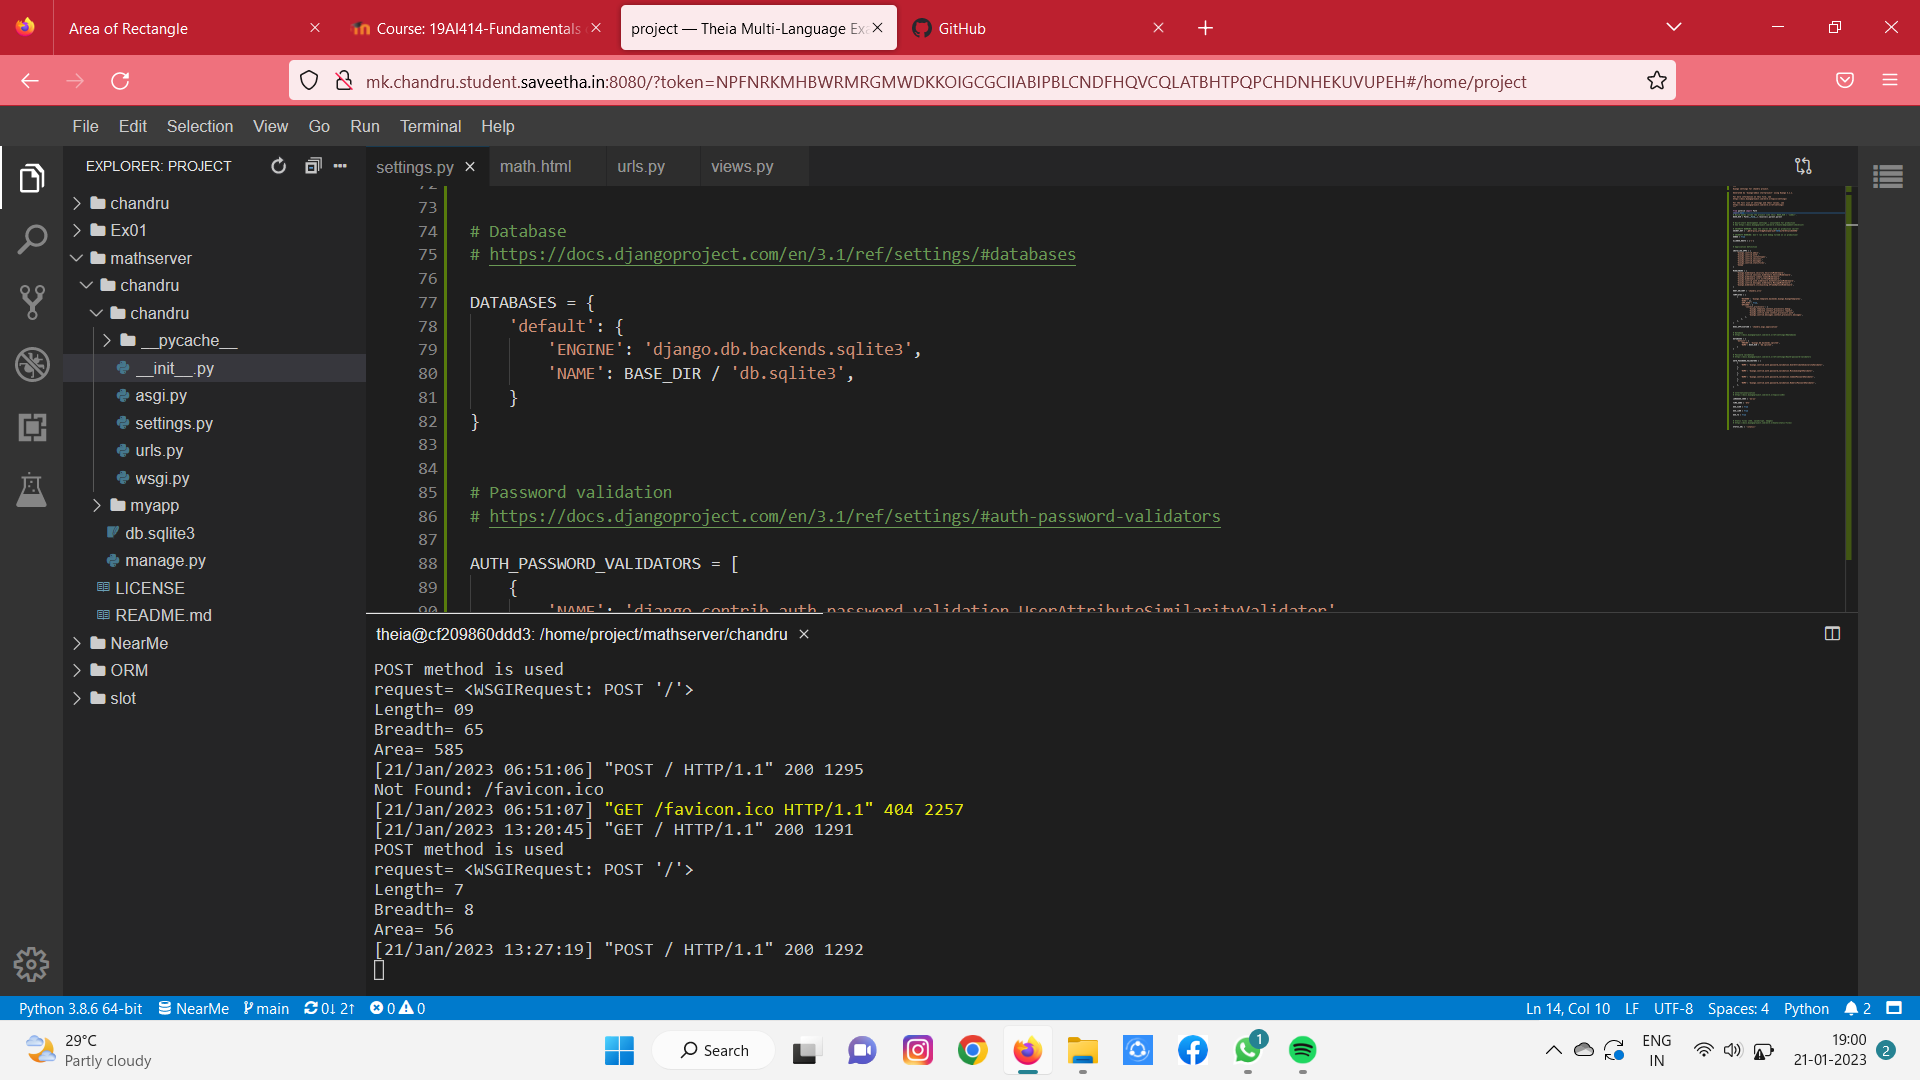 Area of Rectangle
Course: 19AI414-Fundamentals
project — Theia Multi-Language Exa
GitHub
mk.chandru.student.saveetha.in:8080/?token=NPFNRKMHBWRMRGMWDKKOIGCGCIIABIPBLCNDFHQVCQLATBHTPQPCHDNHEKUVUPEH#/home/project
File Edit Selection View Go Run Terminal Help
EXPLORER: PROJECT
chandru
Ex01
mathserver
chandru
chandru
__pycache__
__init__.py
asgi.py
settings.py
urls.py
wsgi.py
myapp
db.sqlite3
manage.py
LICENSE
README.md
NearMe
ORM
slot
settings.py math.html urls.py views.py
72
73
74 # Database
75 # https://docs.djangoproject.com/en/3.1/ref/settings/#databases
76
77 DATABASES = {
78 'default': {
79 'ENGINE': 'django.db.backends.sqlite3',
80 'NAME': BASE_DIR / 'db.sqlite3',
81 }
82 }
83
84
85 # Password validation
86 # https://docs.djangoproject.com/en/3.1/ref/settings/#auth-password-validators
87
88 AUTH_PASSWORD_VALIDATORS = [
89 {
90 'NAME': 'django.contrib.auth.password_validation.UserAttributeSimilarityValidator'
theia@cf209860ddd3: /home/project/mathserver/chandru
POST method is used
request= <WSGIRequest: POST '/'>
Length= 09
Breadth= 65
Area= 585
[21/Jan/2023 06:51:06] "POST / HTTP/1.1" 200 1295
Not Found: /favicon.ico
[21/Jan/2023 06:51:07] "GET /favicon.ico HTTP/1.1" 404 2257
[21/Jan/2023 13:20:45] "GET / HTTP/1.1" 200 1291
POST method is used
request= <WSGIRequest: POST '/'>
Length= 7
Breadth= 8
Area= 56
[21/Jan/2023 13:27:19] "POST / HTTP/1.1" 200 1292
Python 3.8.6 64-bit NearMe main 0↓ 2↑ 0 0
Ln 14, Col 10 LF UTF-8 Spaces: 4 Python 2
29°C
Partly cloudy
Search
1
ENG
IN
19:00
21-01-2023
2